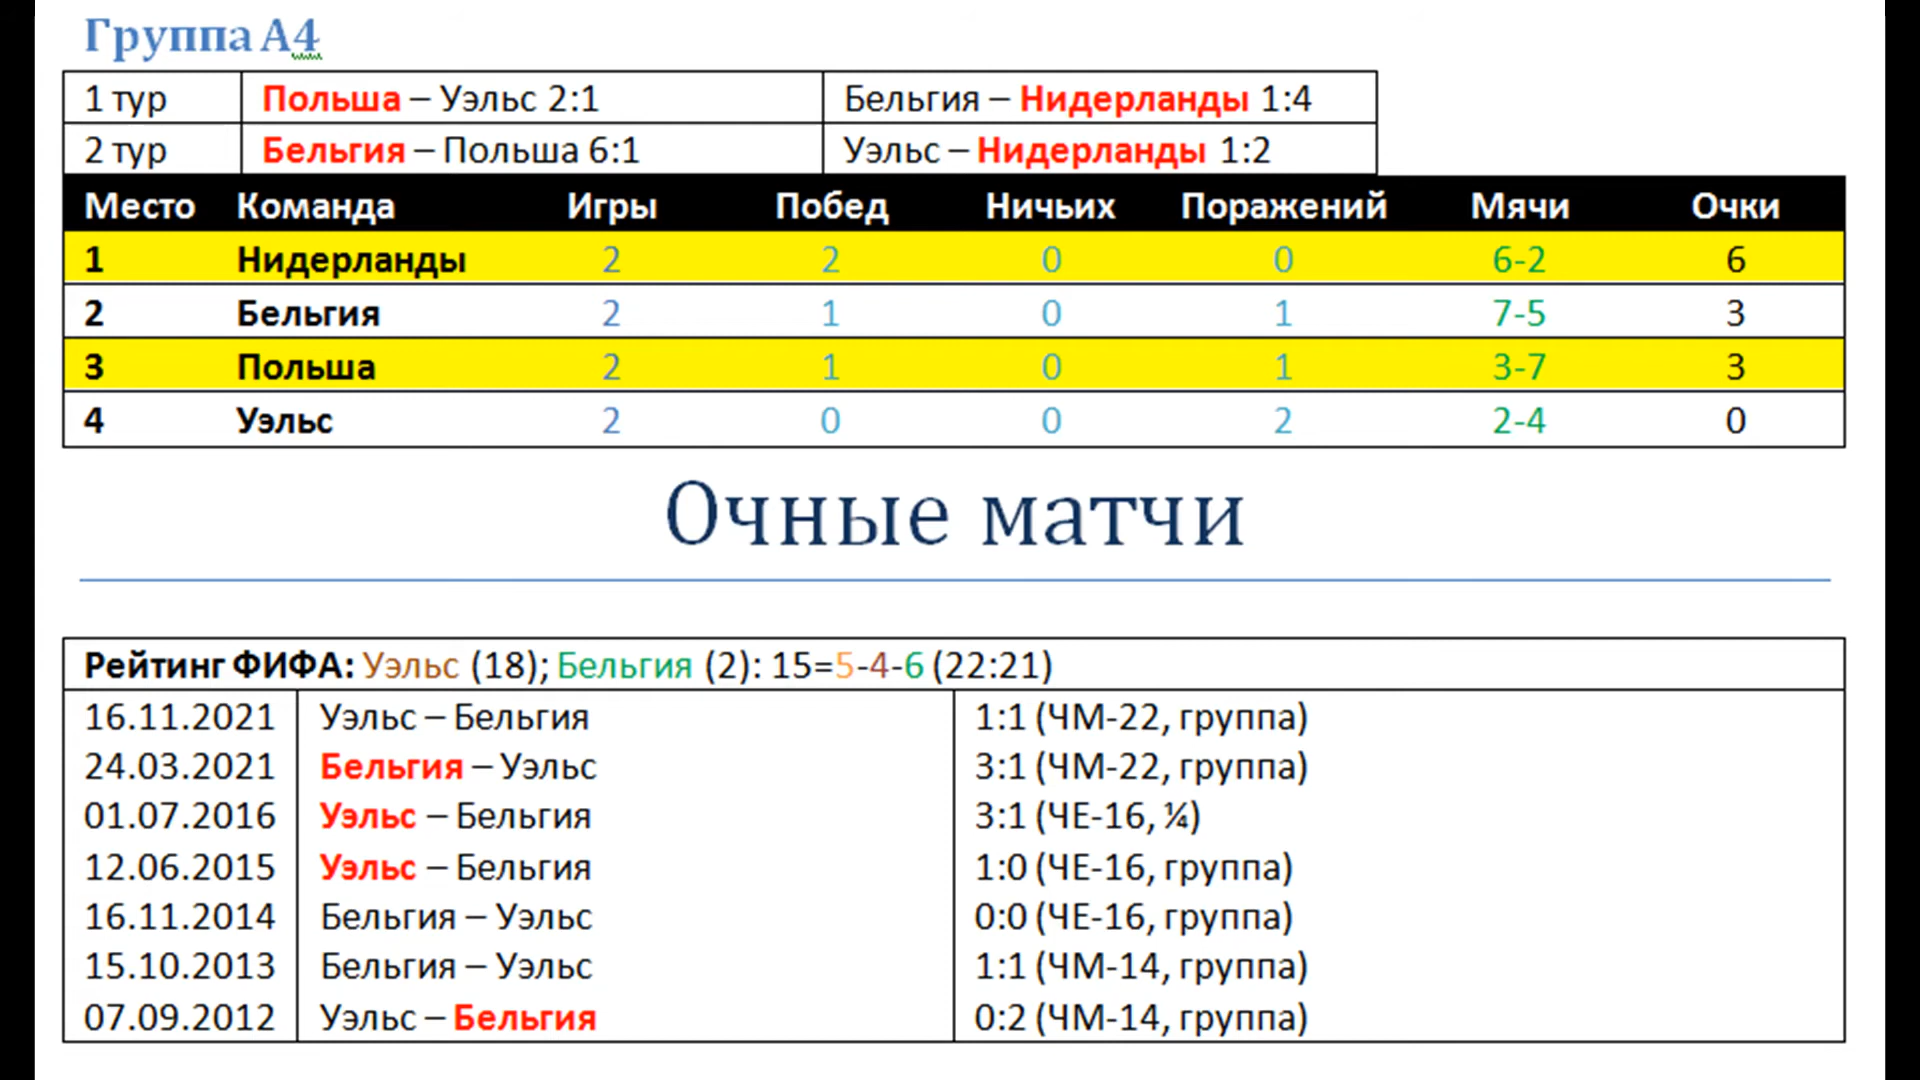 Группа А4
1 тур Польша – Уэльс 2:1 Бельгия – Нидерланды 1:4
2 тур Бельгия – Польша 6:1 Уэльс – Нидерланды 1:2
Место Команда Игры Побед Ничьих Поражений Мячи Очки
1 Нидерланды 2 2 0 0 6-2 6
2 Бельгия 2 1 0 1 7-5 3
3 Польша 2 1 0 1 3-7 3
4 Уэльс 2 0 0 2 2-4 0
Очные матчи
Рейтинг ФИФА: Уэльс (18); Бельгия (2): 15=5-4-6 (22:21)
16.11.2021 Уэльс – Бельгия 1:1 (ЧМ-22, группа)
24.03.2021 Бельгия – Уэльс 3:1 (ЧМ-22, группа)
01.07.2016 Уэльс – Бельгия 3:1 (ЧЕ-16, ¼)
12.06.2015 Уэльс – Бельгия 1:0 (ЧЕ-16, группа)
16.11.2014 Бельгия – Уэльс 0:0 (ЧЕ-16, группа)
15.10.2013 Бельгия – Уэльс 1:1 (ЧМ-14, группа)
07.09.2012 Уэльс – Бельгия 0:2 (ЧМ-14, группа)